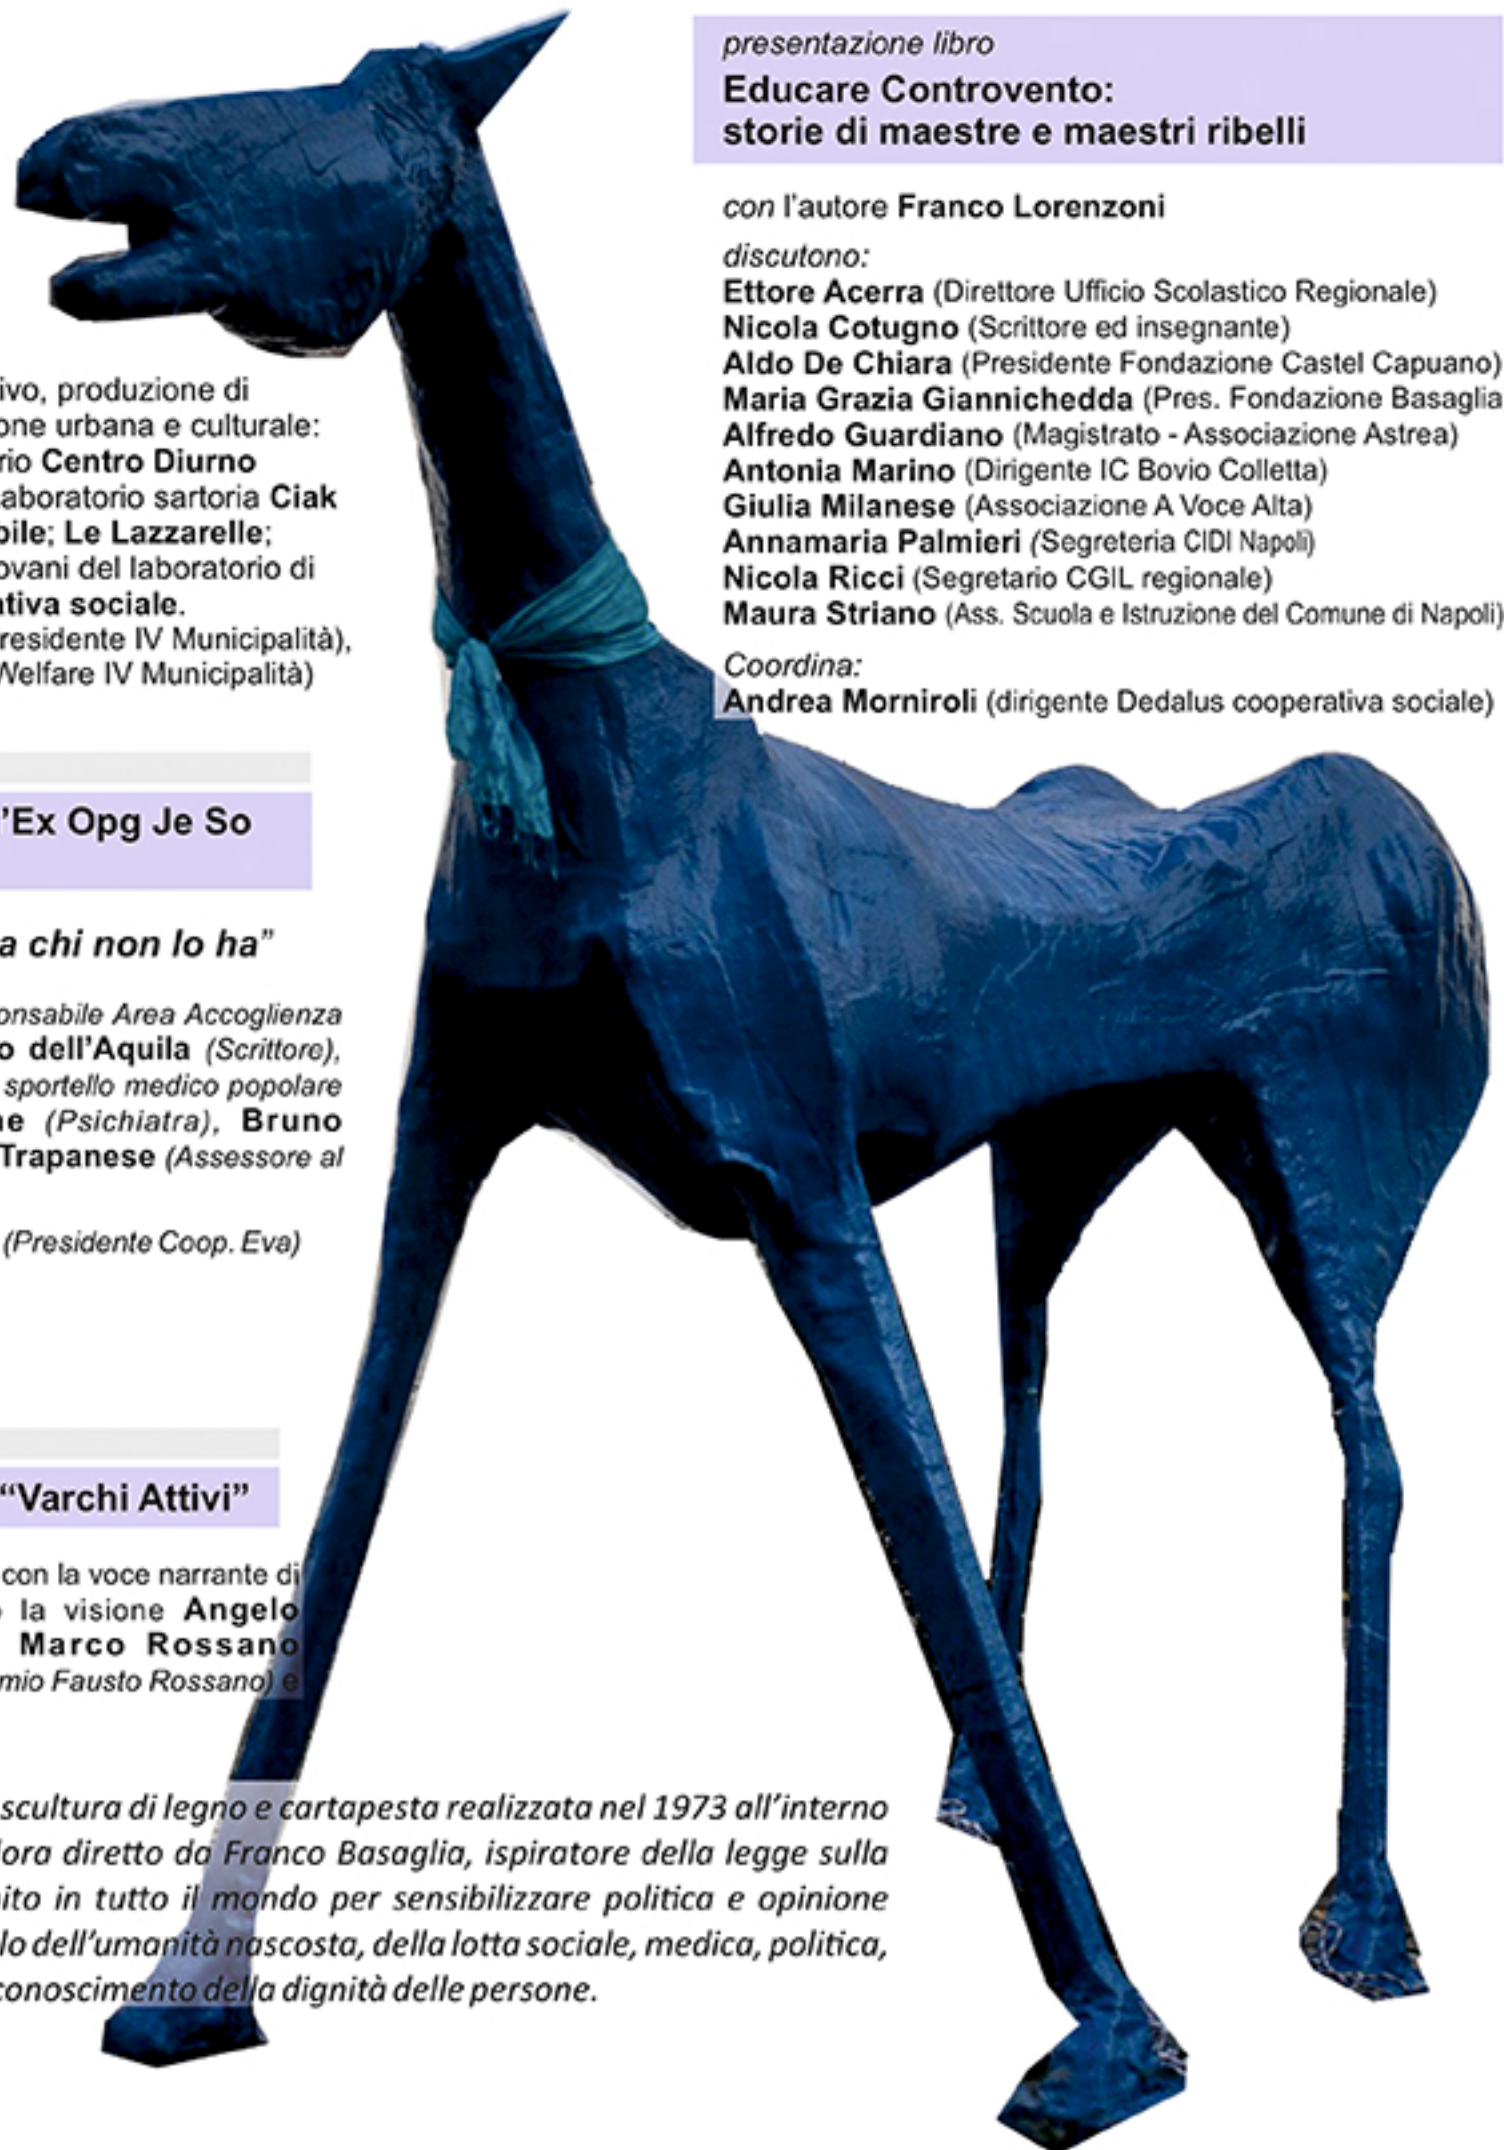 presentazione libro
Educare Controvento:
storie di maestre e maestri ribelli
con l'autore Franco Lorenzoni
discutono:
Ettore Acerra (Direttore Ufficio Scolastico Regionale)
Nicola Cotugno (Scrittore ed insegnante)
Aldo De Chiara (Presidente Fondazione Castel Capuano)
Maria Grazia Giannichedda (Pres. Fondazione Basaglia
Alfredo Guardiano (Magistrato - Associazione Astrea)
Antonia Marino (Dirigente IC Bovio Colletta)
Giulia Milanese (Associazione A Voce Alta)
Annamaria Palmieri (Segreteria CIDI Napoli)
Nicola Ricci (Segretario CGIL regionale)
Maura Striano (Ass. Scuola e Istruzione del Comune di Napoli)
Coordina:
Andrea Morniroli (dirigente Dedalus cooperativa sociale)
ivo, produzione di
one urbana e culturale:
rio Centro Diurno
aboratorio sartoria Ciak
bile; Le Lazzarelle;
ovani del laboratorio di
ativa sociale.
residente IV Municipalità),
Welfare IV Municipalità)
l'Ex Opg Je So
a chi non lo ha”
onsabile Area Accoglienza
o dell'Aquila (Scrittore),
sportello medico popolare
ne (Psichiatra), Bruno
Trapanese (Assessore al
(Presidente Coop. Eva)
“Varchi Attivi”
con la voce narrante di
o la visione Angelo
Marco Rossano
mio Fausto Rossano) e
scultura di legno e cartapesta realizzata nel 1973 all’interno
lora diretto da Franco Basaglia, ispiratore della legge sulla
ito in tutto il mondo per sensibilizzare politica e opinione
lo dell’umanità nascosta, della lotta sociale, medica, politica,
conoscimento della dignità delle persone.